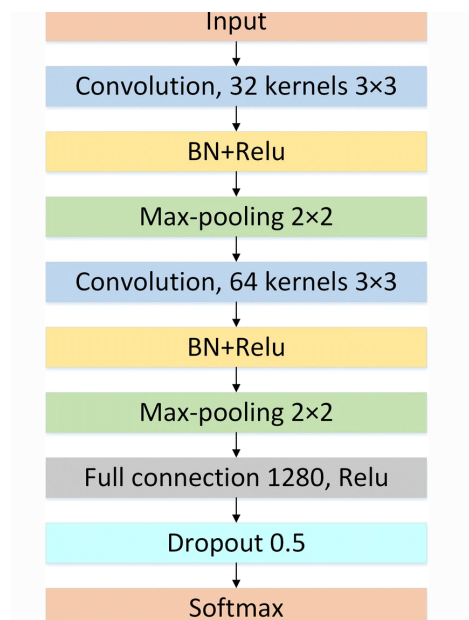 Input
Convolution, 32 kernels 3×3
BN+Relu
Max-pooling 2×2
Convolution, 64 kernels 3×3
BN+Relu
Max-pooling 2×2
Full connection 1280, Relu
Dropout 0.5
Softmax